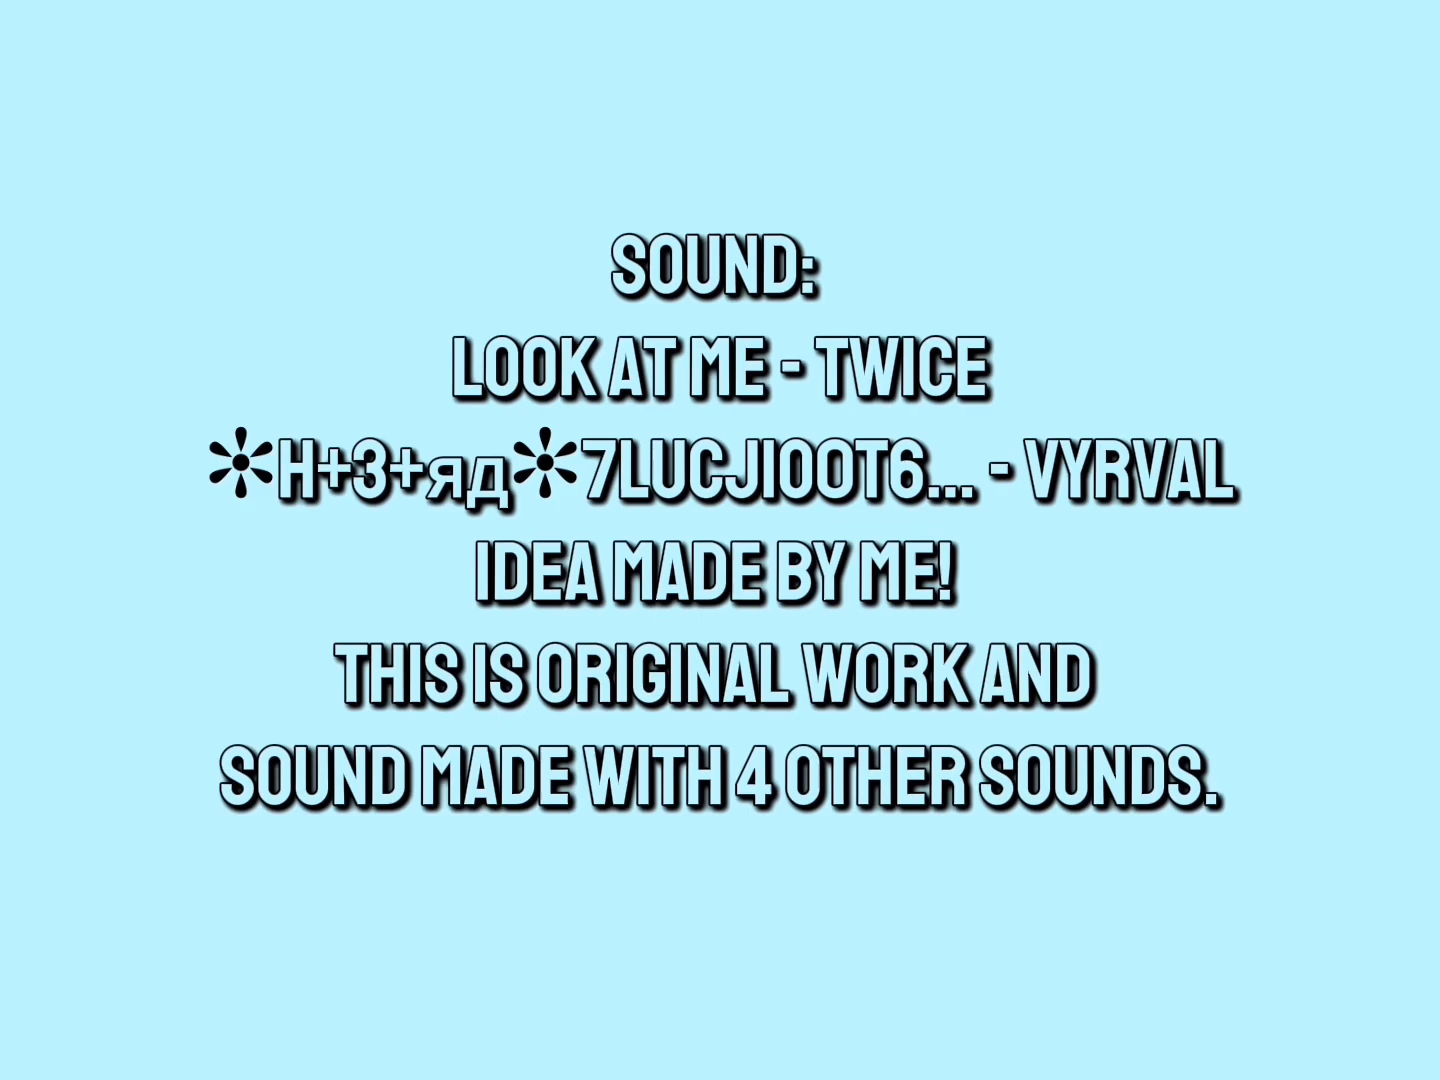 SOUND:
LOOK AT ME - TWICE
*H+3+яд*7LUCJI0OT6... - VYRVAL
IDEA MADE BY ME!
THIS IS ORIGINAL WORK AND
SOUND MADE WITH 4 OTHER SOUNDS.